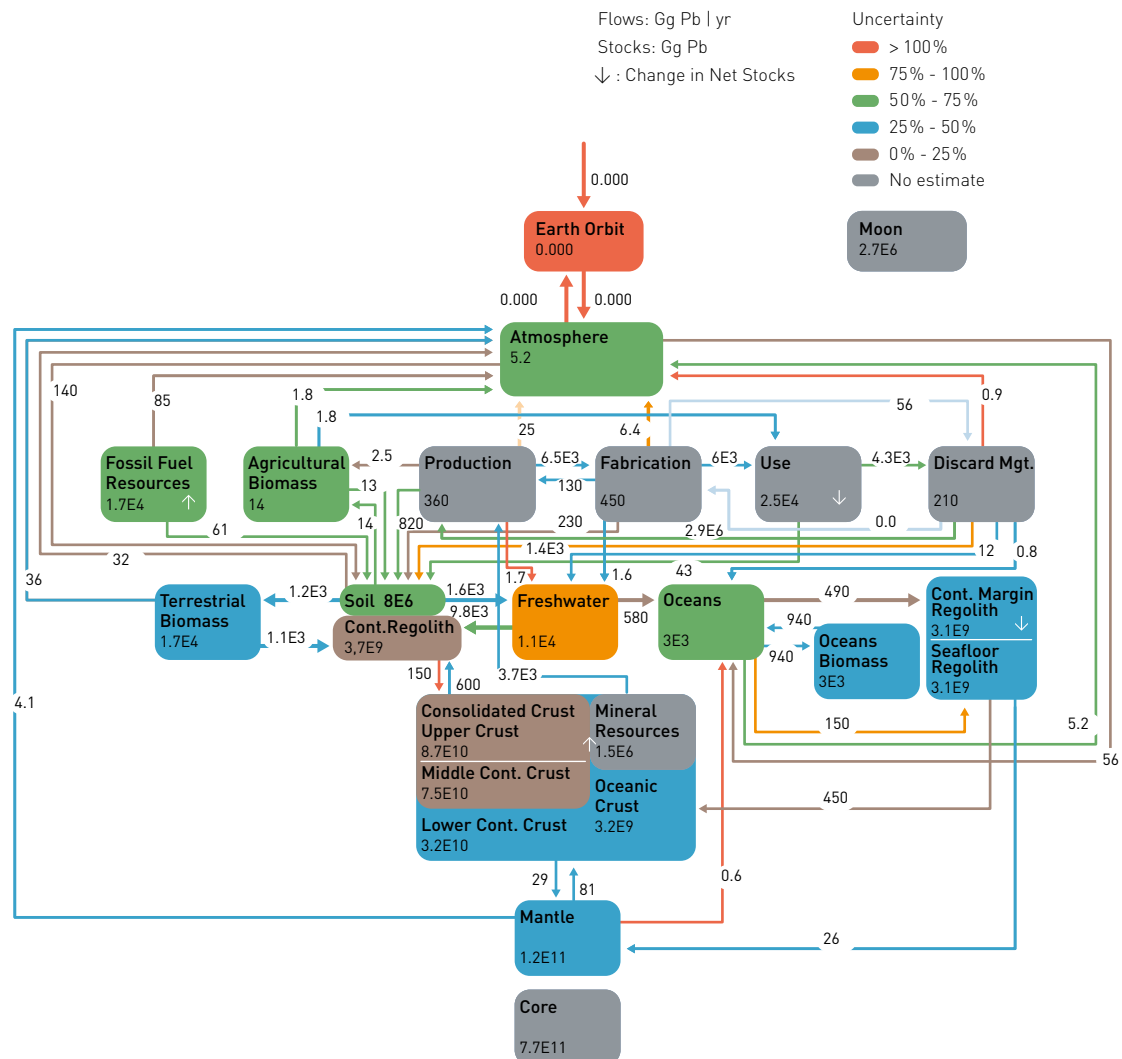 Flows: Gg Pb | yr
Stocks: Gg Pb
↓ : Change in Net Stocks
Uncertainty
> 100%
75% - 100%
50% - 75%
25% - 50%
0% - 25%
No estimate
0.000
Earth Orbit
0.000
Moon
2.7E6
0.000
0.000
Atmosphere
5.2
140
85
1.8
1.8
25
6.4
56
0.9
Fossil Fuel
Resources
1.7E4
Agricultural
Biomass
14
2.5
Production
360
6.5E3
130
Fabrication
450
6E3
Use
2.5E4
4.3E3
Discard Mgt.
210
13
14
61
820
230
2.9E6
0.0
32
1.4E3
12
0.8
36
1.7
1.6
43
Terrestrial
Biomass
1.7E4
1.2E3
1.1E3
Soil 8E6
Cont.Regolith
3,7E9
1.6E3
9.8E3
Freshwater
1.1E4
580
Oceans
3E3
490
940
940
Oceans
Biomass
3E3
Cont. Margin
Regolith
3.1E9
Seafloor
Regolith
3.1E9
150
600
3.7E3
4.1
150
5.2
56
Consolidated Crust
Upper Crust
8.7E10
Middle Cont. Crust
7.5E10
Lower Cont. Crust
3.2E10
Mineral
Resources
1.5E6
Oceanic
Crust
3.2E9
450
29
81
0.6
Mantle
1.2E11
26
Core
7.7E11